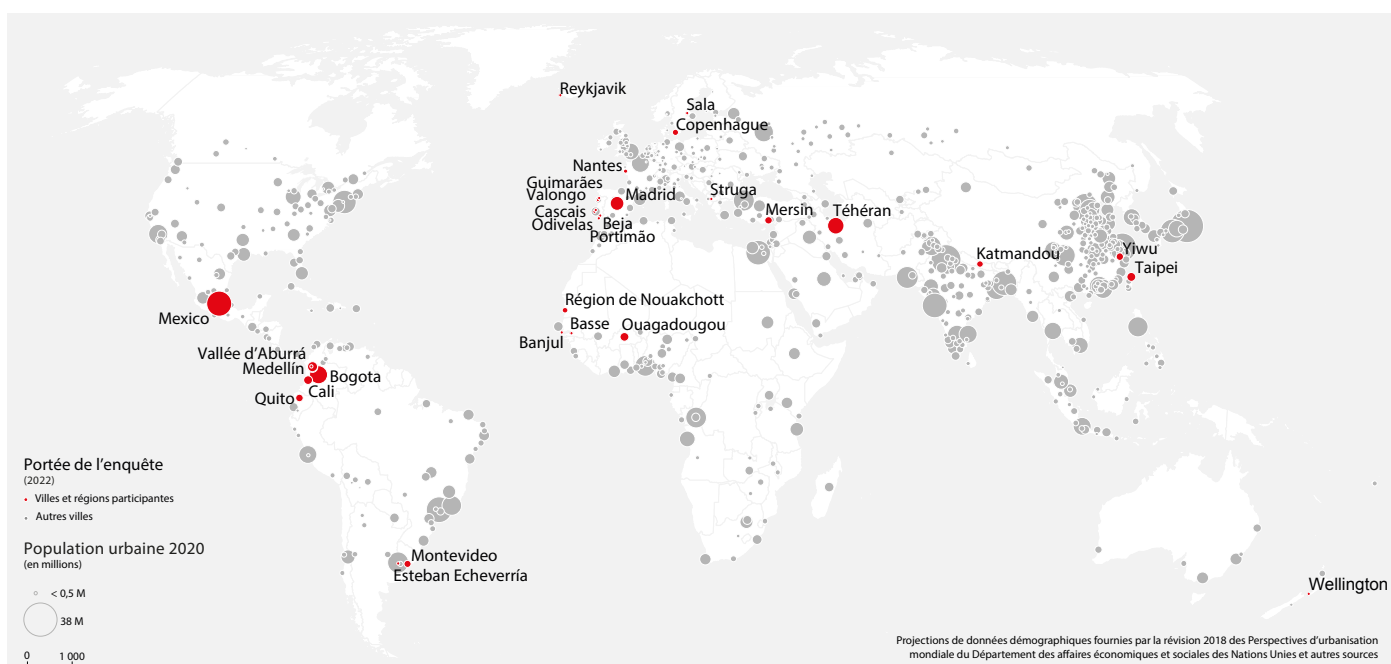 Reykjavik
Sala
Copenhague
Nantes
Guimarães
Valongo
Madrid
Struga
Cascais
Odivelas
Beja
Portimão
Mersin
Téhéran
Katmandou
Yiwu
Taipei
Mexico
Région de Nouakchott
Basse
Ouagadougou
Banjul
Vallée d'Aburrá
Medellín
Bogota
Cali
Quito
Montevideo
Esteban Echeverría
Wellington
Portée de l'enquête
(2022)
Villes et régions participantes
Autres villes
Population urbaine 2020
(en millions)
< 0,5 M
38 M
0 1 000
Projections de données démographiques fournies par la révision 2018 des Perspectives d'urbanisation
mondiale du Département des affaires économiques et sociales des Nations Unies et autres sources